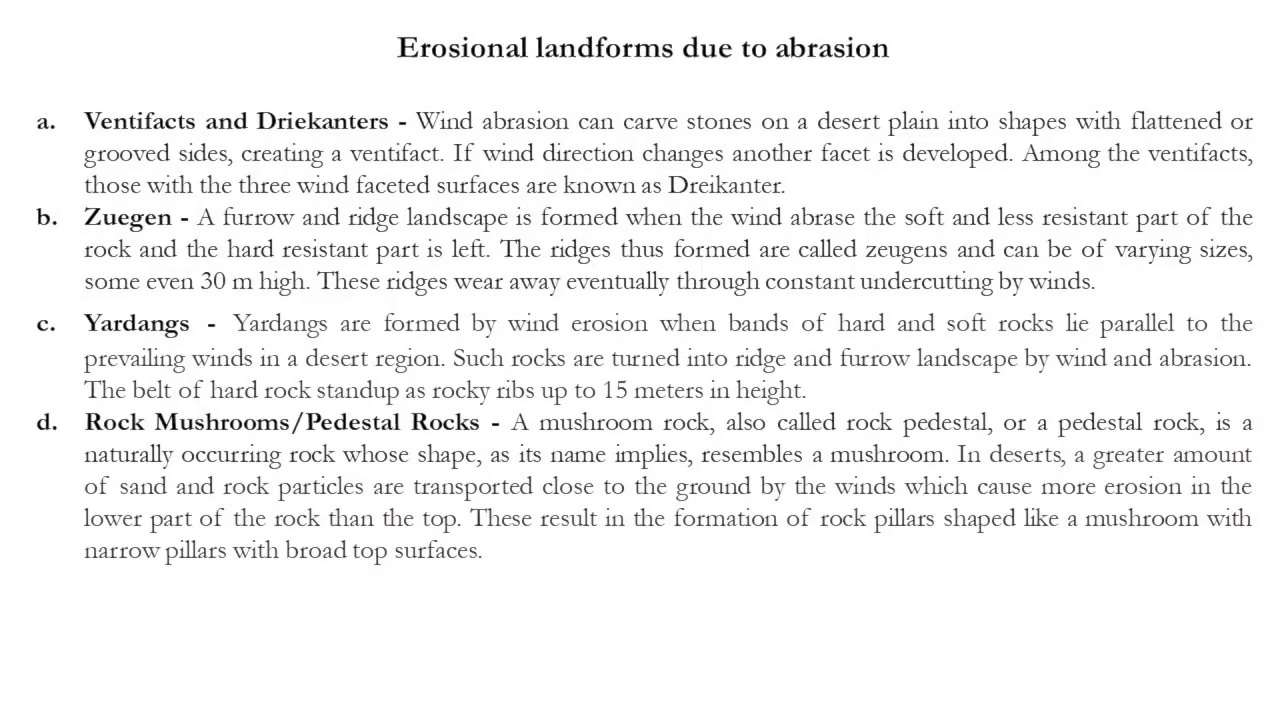 Erosional landforms due to abrasion
a. Ventifacts and Driekanters - Wind abrasion can carve stones on a desert plain into shapes with flattened or
grooved sides, creating a ventifact. If wind direction changes another facet is developed. Among the ventifacts,
those with the three wind faceted surfaces are known as Dreikanter.
b. Zuegen - A furrow and ridge landscape is formed when the wind abrase the soft and less resistant part of the
rock and the hard resistant part is left. The ridges thus formed are called zeugens and can be of varying sizes,
some even 30 m high. These ridges wear away eventually through constant undercutting by winds.
c. Yardangs - Yardangs are formed by wind erosion when bands of hard and soft rocks lie parallel to the
prevailing winds in a desert region. Such rocks are turned into ridge and furrow landscape by wind and abrasion.
The belt of hard rock standup as rocky ribs up to 15 meters in height.
d. Rock Mushrooms/Pedestal Rocks - A mushroom rock, also called rock pedestal, or a pedestal rock, is a
naturally occurring rock whose shape, as its name implies, resembles a mushroom. In deserts, a greater amount
of sand and rock particles are transported close to the ground by the winds which cause more erosion in the
lower part of the rock than the top. These result in the formation of rock pillars shaped like a mushroom with
narrow pillars with broad top surfaces.